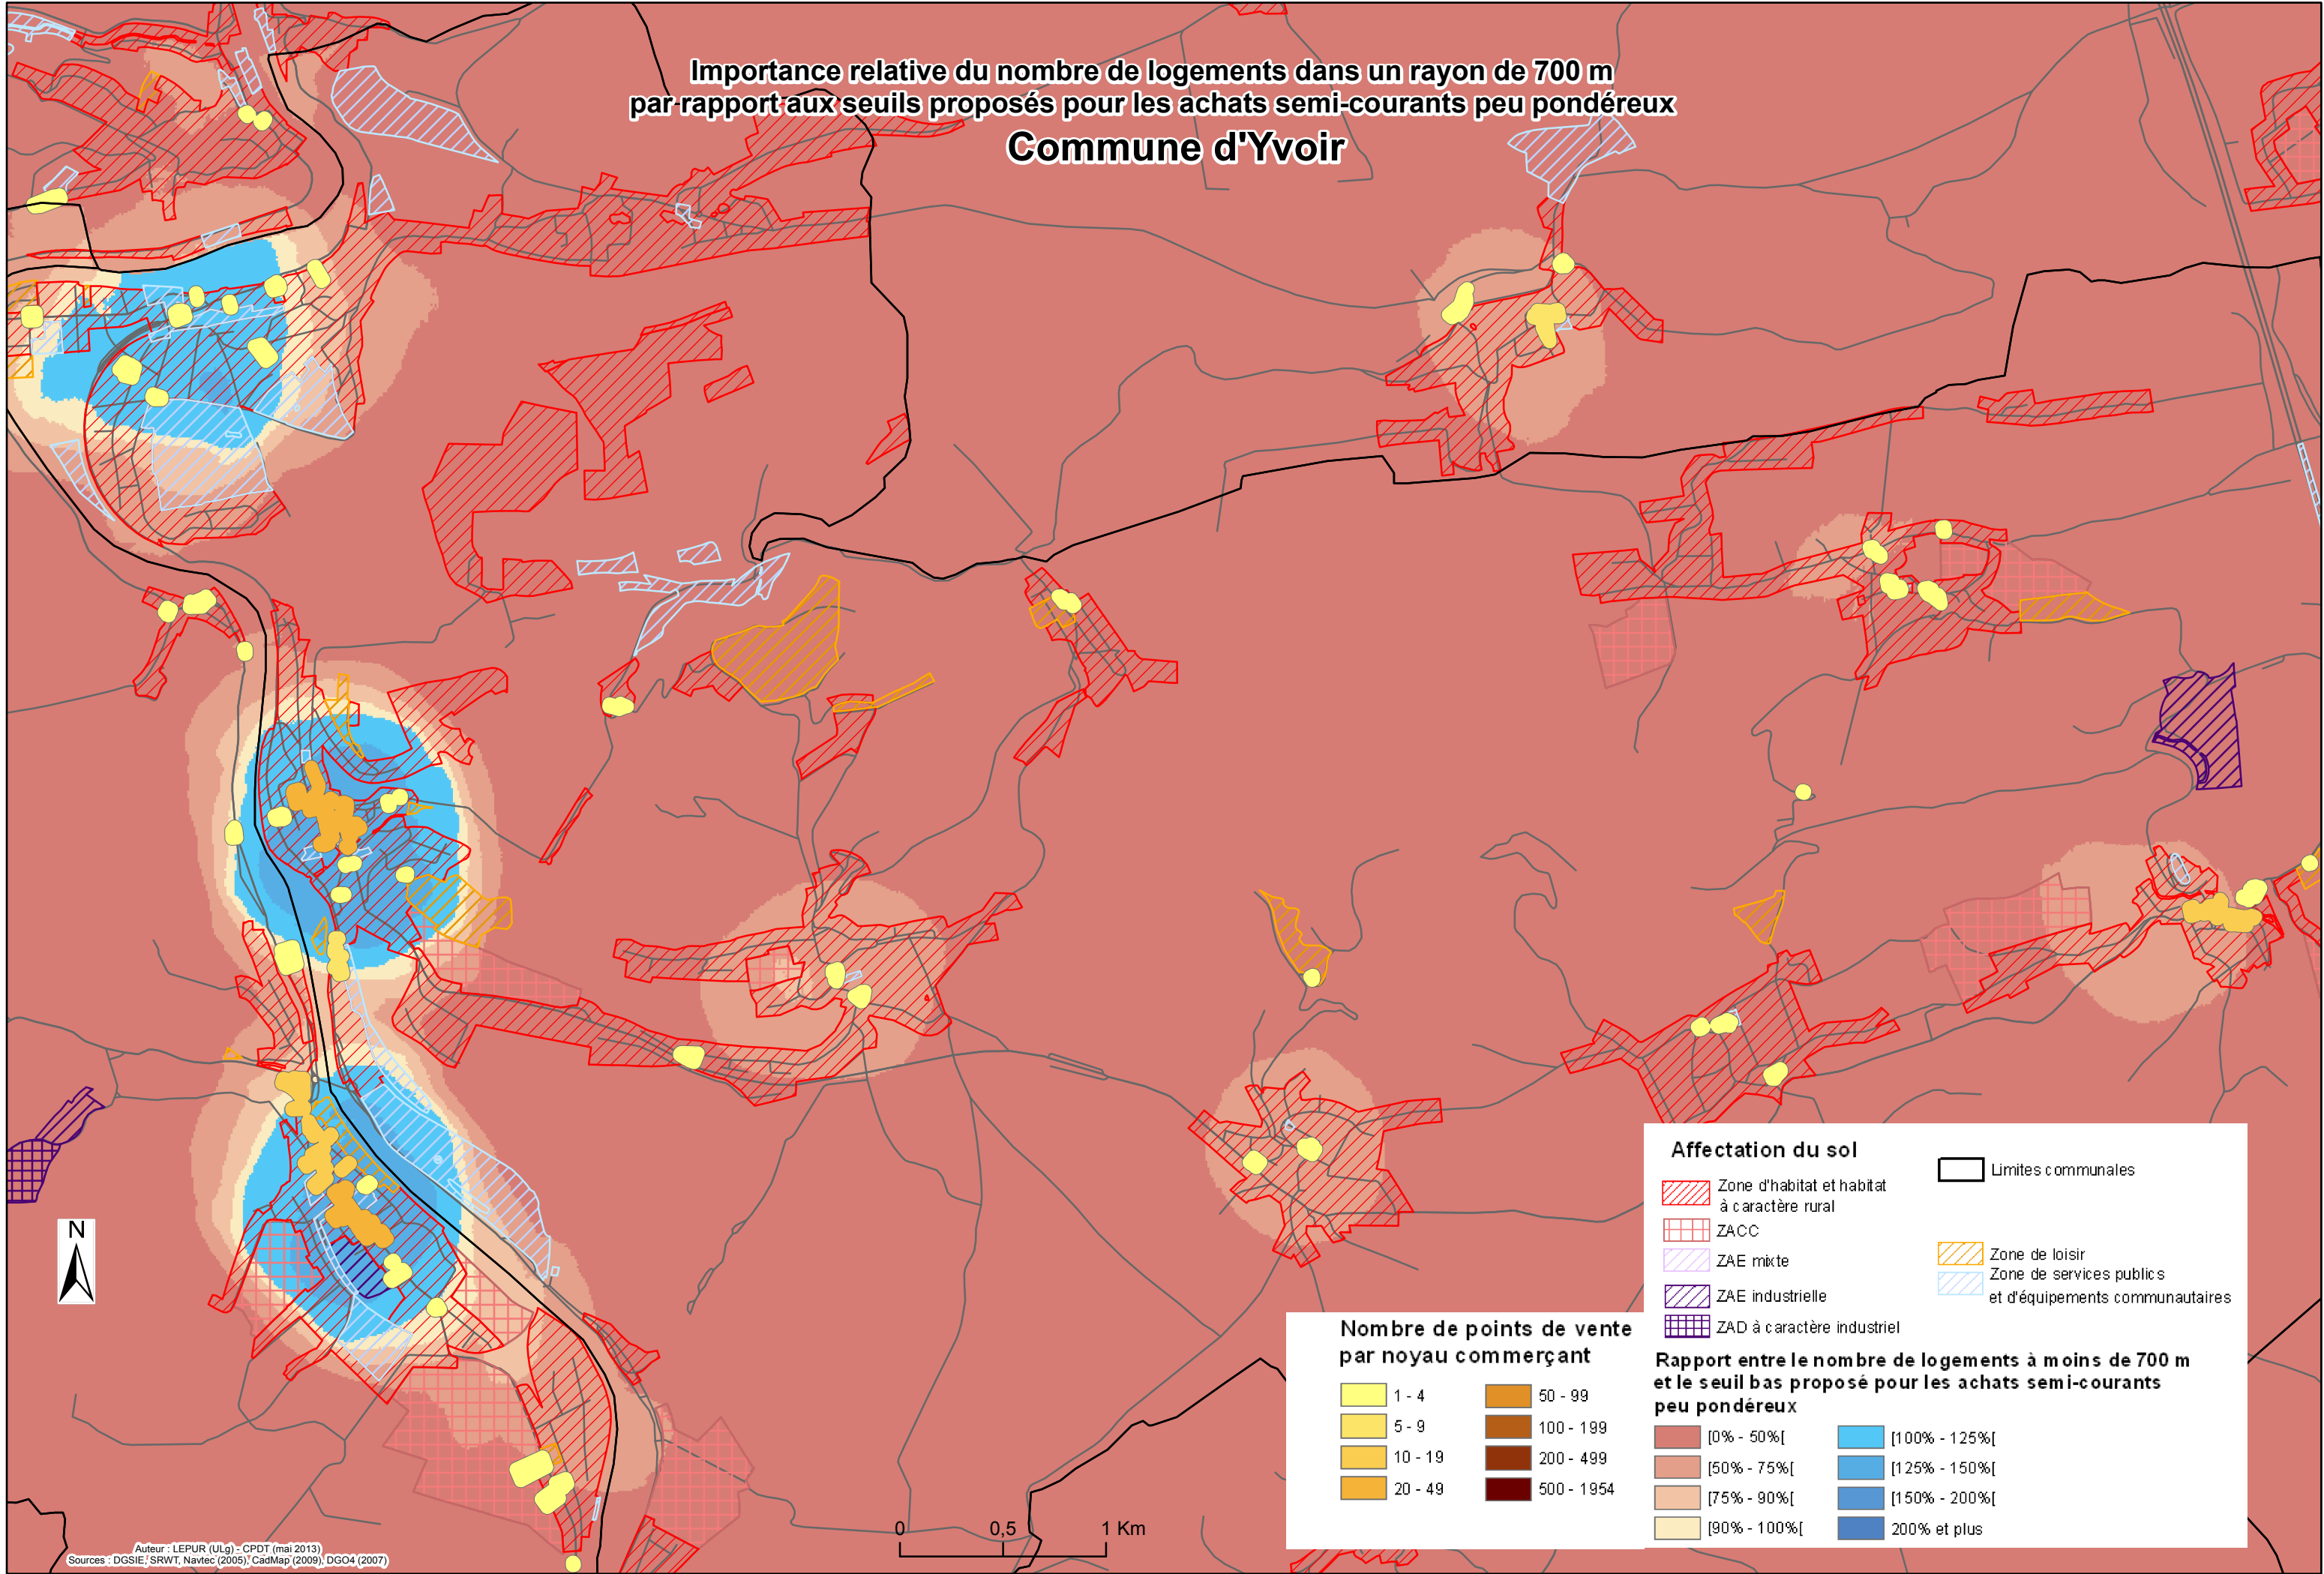 Importance relative du nombre de logements dans un rayon de 700 m
par rapport aux seuils proposés pour les achats semi-courants peu pondéreux
Commune d'Yvoir
N
Affectation du sol
Zone d'habitat et habitat
à caractère rural
ZACC
ZAE mixte
ZAE industrielle
ZAD à caractère industriel
Limites communales
Zone de loisir
Zone de services publics
et d'équipements communautaires
Nombre de points de vente
par noyau commerçant
1 - 4
5 - 9
10 - 19
20 - 49
50 - 99
100 - 199
200 - 499
500 - 1954
Rapport entre le nombre de logements à moins de 700 m
et le seuil bas proposé pour les achats semi-courants
peu pondéreux
[0% - 50%[
[50% - 75%[
[75% - 90%[
[90% - 100%[
[100% - 125%[
[125% - 150%[
[150% - 200%[
200% et plus
0 0,5 1 Km
Auteur : LEPUR (ULg) - CPDT (mai 2013)
Sources : DGSIE, SRWT, Navtec (2005), CadMap (2009), DGO4 (2007)